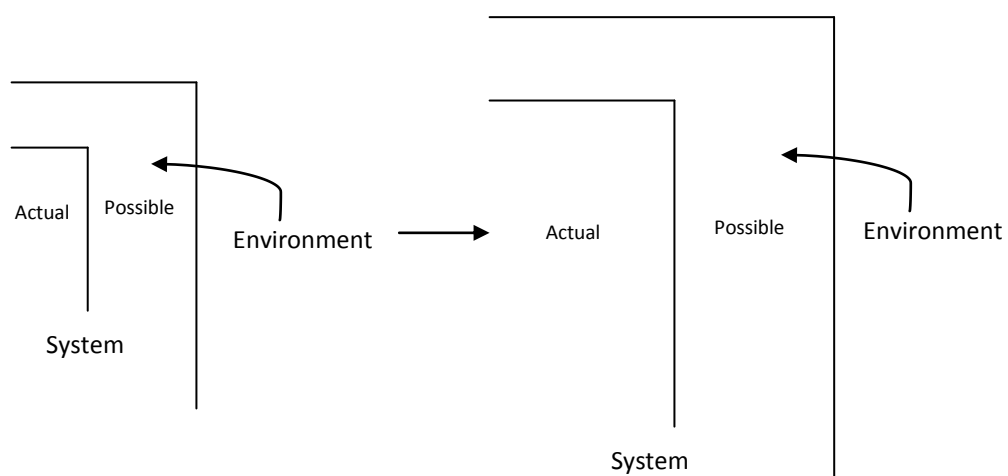 Actual
Possible
Environment
System
Actual
Possible
Environment
System